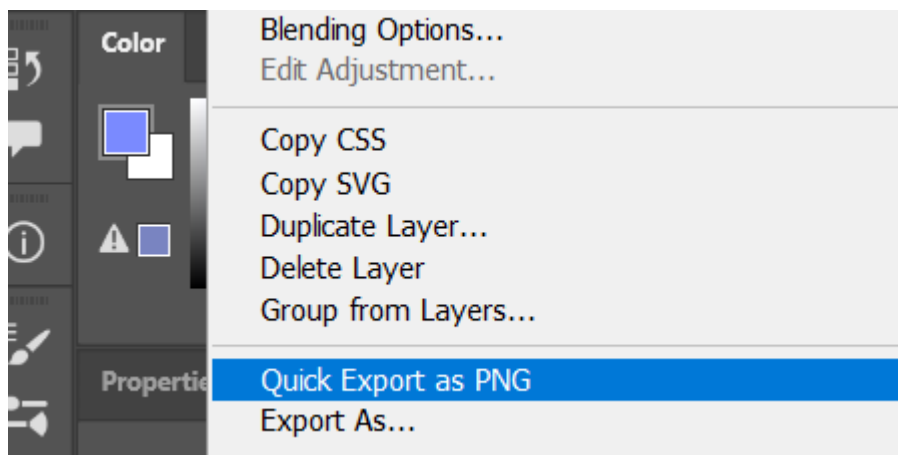 Color
Blending Options...
Edit Adjustment...
Copy CSS
Copy SVG
Duplicate Layer...
Delete Layer
Group from Layers...
Quick Export as PNG
Export As...